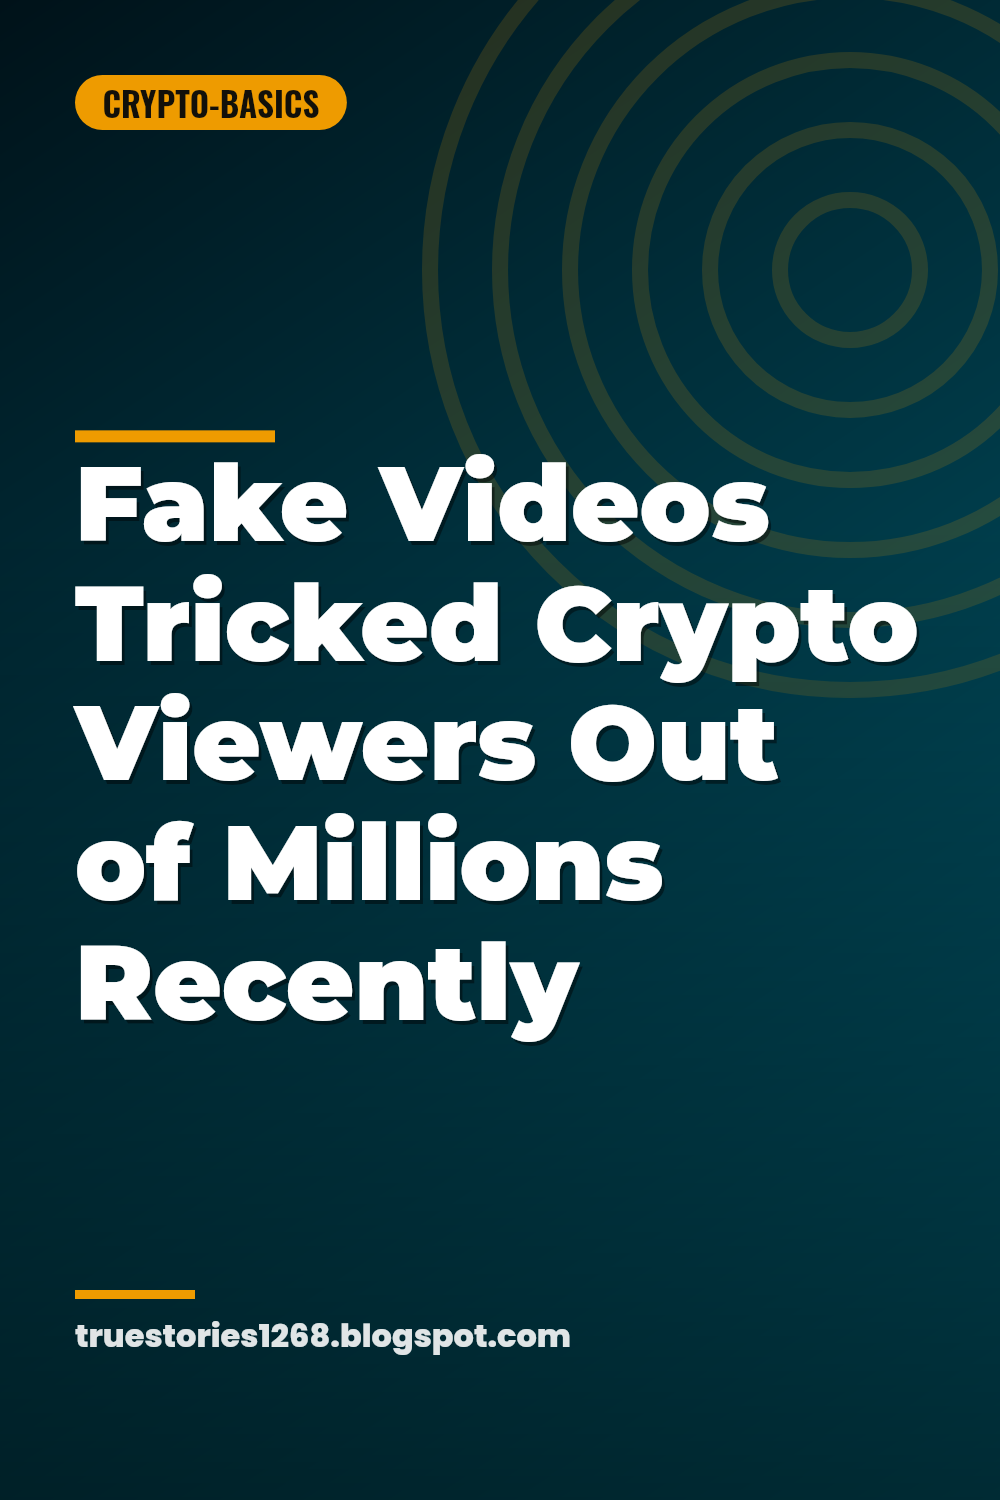 CRYPTO-BASICS
Fake Videos
Tricked Crypto
Viewers Out
of Millions
Recently
truestories1268.blogspot.com